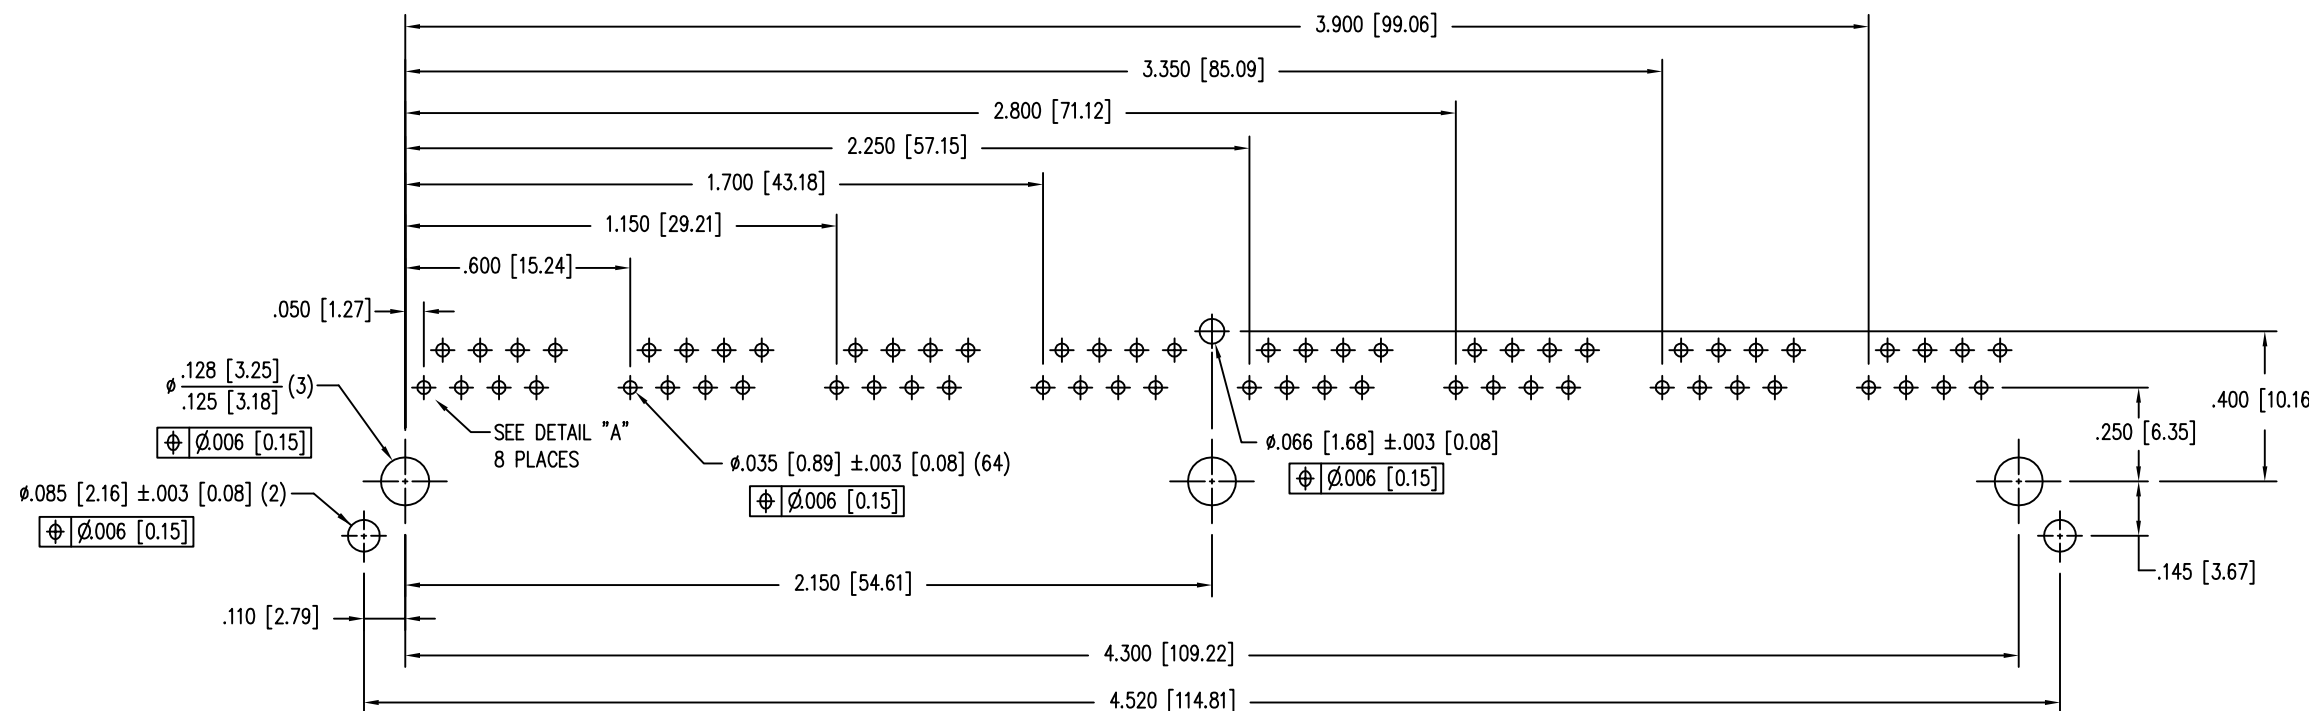 3.900 [99.06]
3.350 [85.09]
2.800 [71.12]
2.250 [57.15]
1.700 [43.18]
1.150 [29.21]
.600 [15.24]
.050 [1.27]
ø .128 [3.25]
.125 [3.18] (3)
⌖ Ø.006 [0.15]
SEE DETAIL "A"
8 PLACES
ø.085 [2.16] ±.003 [0.08] (2)
⌖ Ø.006 [0.15]
ø.035 [0.89] ±.003 [0.08] (64)
⌖ Ø.006 [0.15]
ø.066 [1.68] ±.003 [0.08]
⌖ Ø.006 [0.15]
.400 [10.16
.250 [6.35]
.145 [3.67]
2.150 [54.61]
.110 [2.79]
4.300 [109.22]
4.520 [114.81]